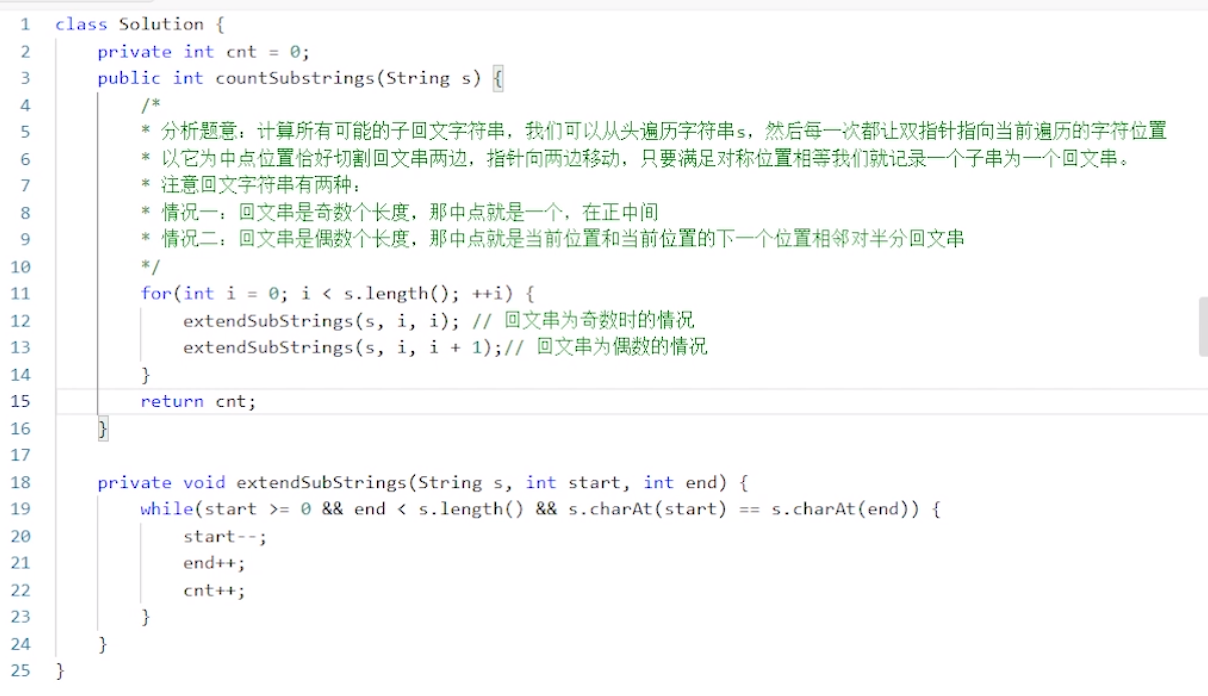 1 class Solution {
2 private int cnt = 0;
3 public int countSubstrings(String s) {
4 /*
5 * 分析题意：计算所有可能的子回文字符串，我们可以从头遍历字符串s，然后每一次都让双指针指向当前遍历的字符位置
6 * 以它为中点位置恰好切割回文串两边，指针向两边移动，只要满足对称位置相等我们就记录一个子串为一个回文串。
7 * 注意回文字符串有两种：
8 * 情况一：回文串是奇数个长度，那中点就是一个，在正中间
9 * 情况二：回文串是偶数个长度，那中点就是当前位置和当前位置的下一个位置相邻对半分回文串
10 */
11 for(int i = 0; i < s.length(); ++i) {
12 extendSubStrings(s, i, i); // 回文串为奇数时的情况
13 extendSubStrings(s, i, i + 1);// 回文串为偶数的情况
14 }
15 return cnt;
16 }
17
18 private void extendSubStrings(String s, int start, int end) {
19 while(start >= 0 && end < s.length() && s.charAt(start) == s.charAt(end)) {
20 start--;
21 end++;
22 cnt++;
23 }
24 }
25 }